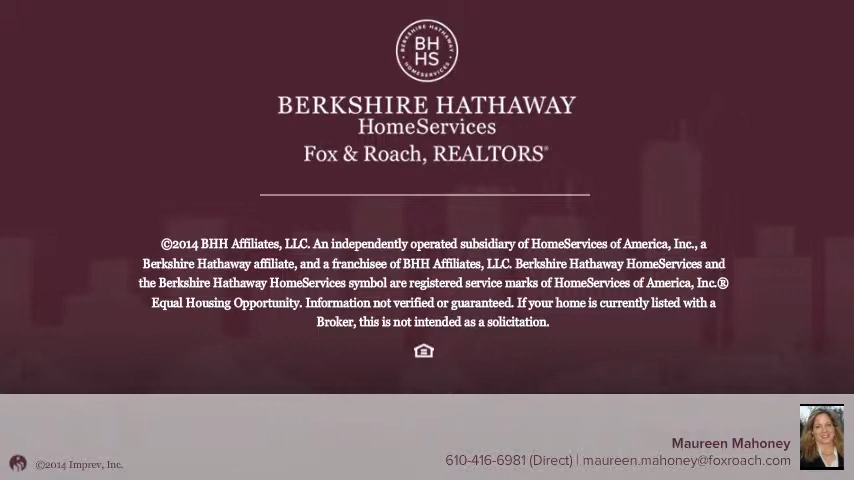 BERKSHIRE HATHAWAY
BH
HS
HOMESERVICES
BERKSHIRE HATHAWAY
HomeServices
Fox & Roach, REALTORS®
©2014 BHH Affiliates, LLC. An independently operated subsidiary of HomeServices of America, Inc., a
Berkshire Hathaway affiliate, and a franchisee of BHH Affiliates, LLC. Berkshire Hathaway HomeServices and
the Berkshire Hathaway HomeServices symbol are registered service marks of HomeServices of America, Inc.®
Equal Housing Opportunity. Information not verified or guaranteed. If your home is currently listed with a
Broker, this is not intended as a solicitation.
Maureen Mahoney
610-416-6981 (Direct) | maureen.mahoney@foxroach.com
©2014 Imprev, Inc.